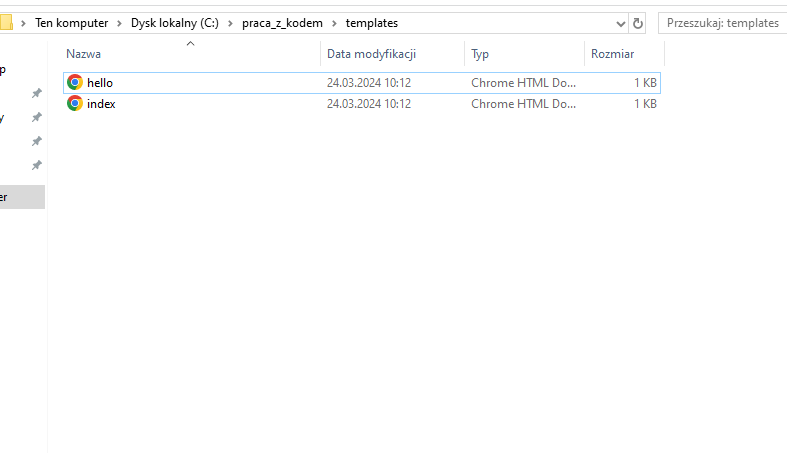 Ten komputer > Dysk lokalny (C:) > praca_z_kodem > templates
Przeszukaj: templates
Nazwa Data modyfikacji Typ Rozmiar
hello 24.03.2024 10:12 Chrome HTML Do... 1 KB
index 24.03.2024 10:12 Chrome HTML Do... 1 KB
p
y
er